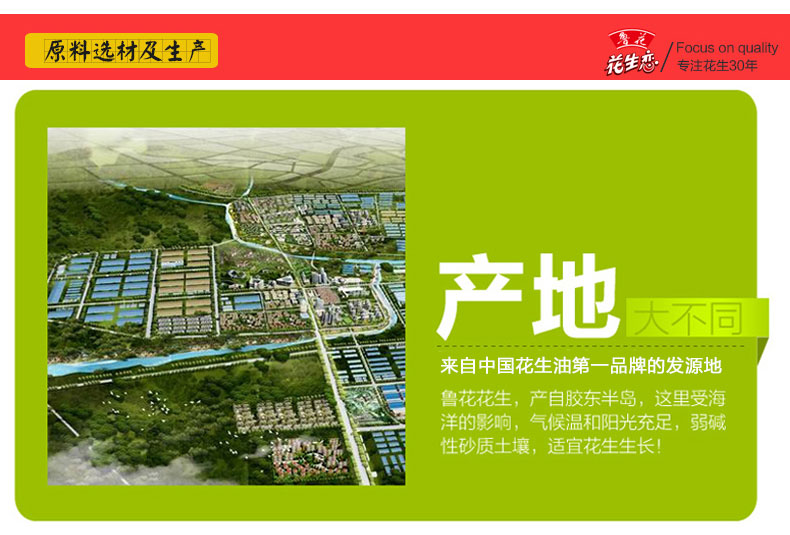 原料选材及生产
鲁花
花生恋
Focus on quality
专注花生30年
产地
大不同
来自中国花生油第一品牌的发源地
鲁花花生，产自胶东半岛，这里受海
洋的影响，气候温和阳光充足，弱碱
性砂质土壤，适宜花生生长！